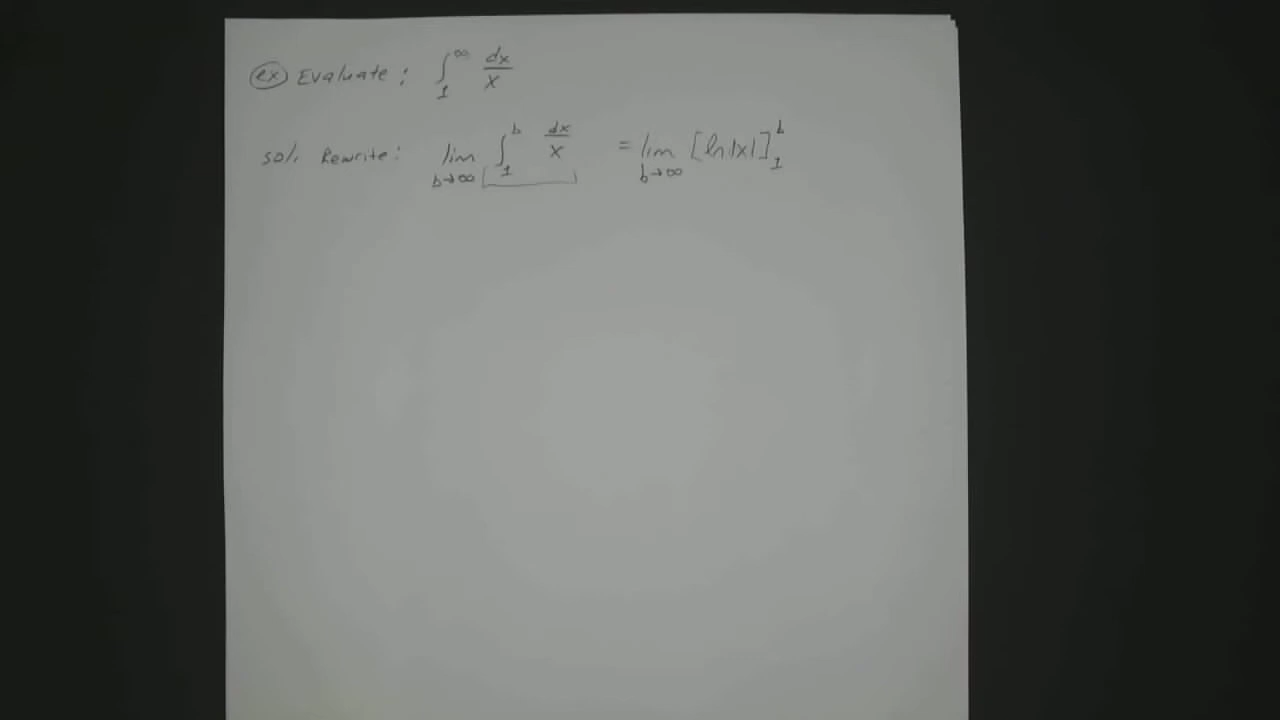 ex Evaluate: ∫₁^∞ dx/x
sol. Rewrite: lim_{b→∞} ∫₁^b dx/x = lim_{b→∞} [ln|x|]₁^b